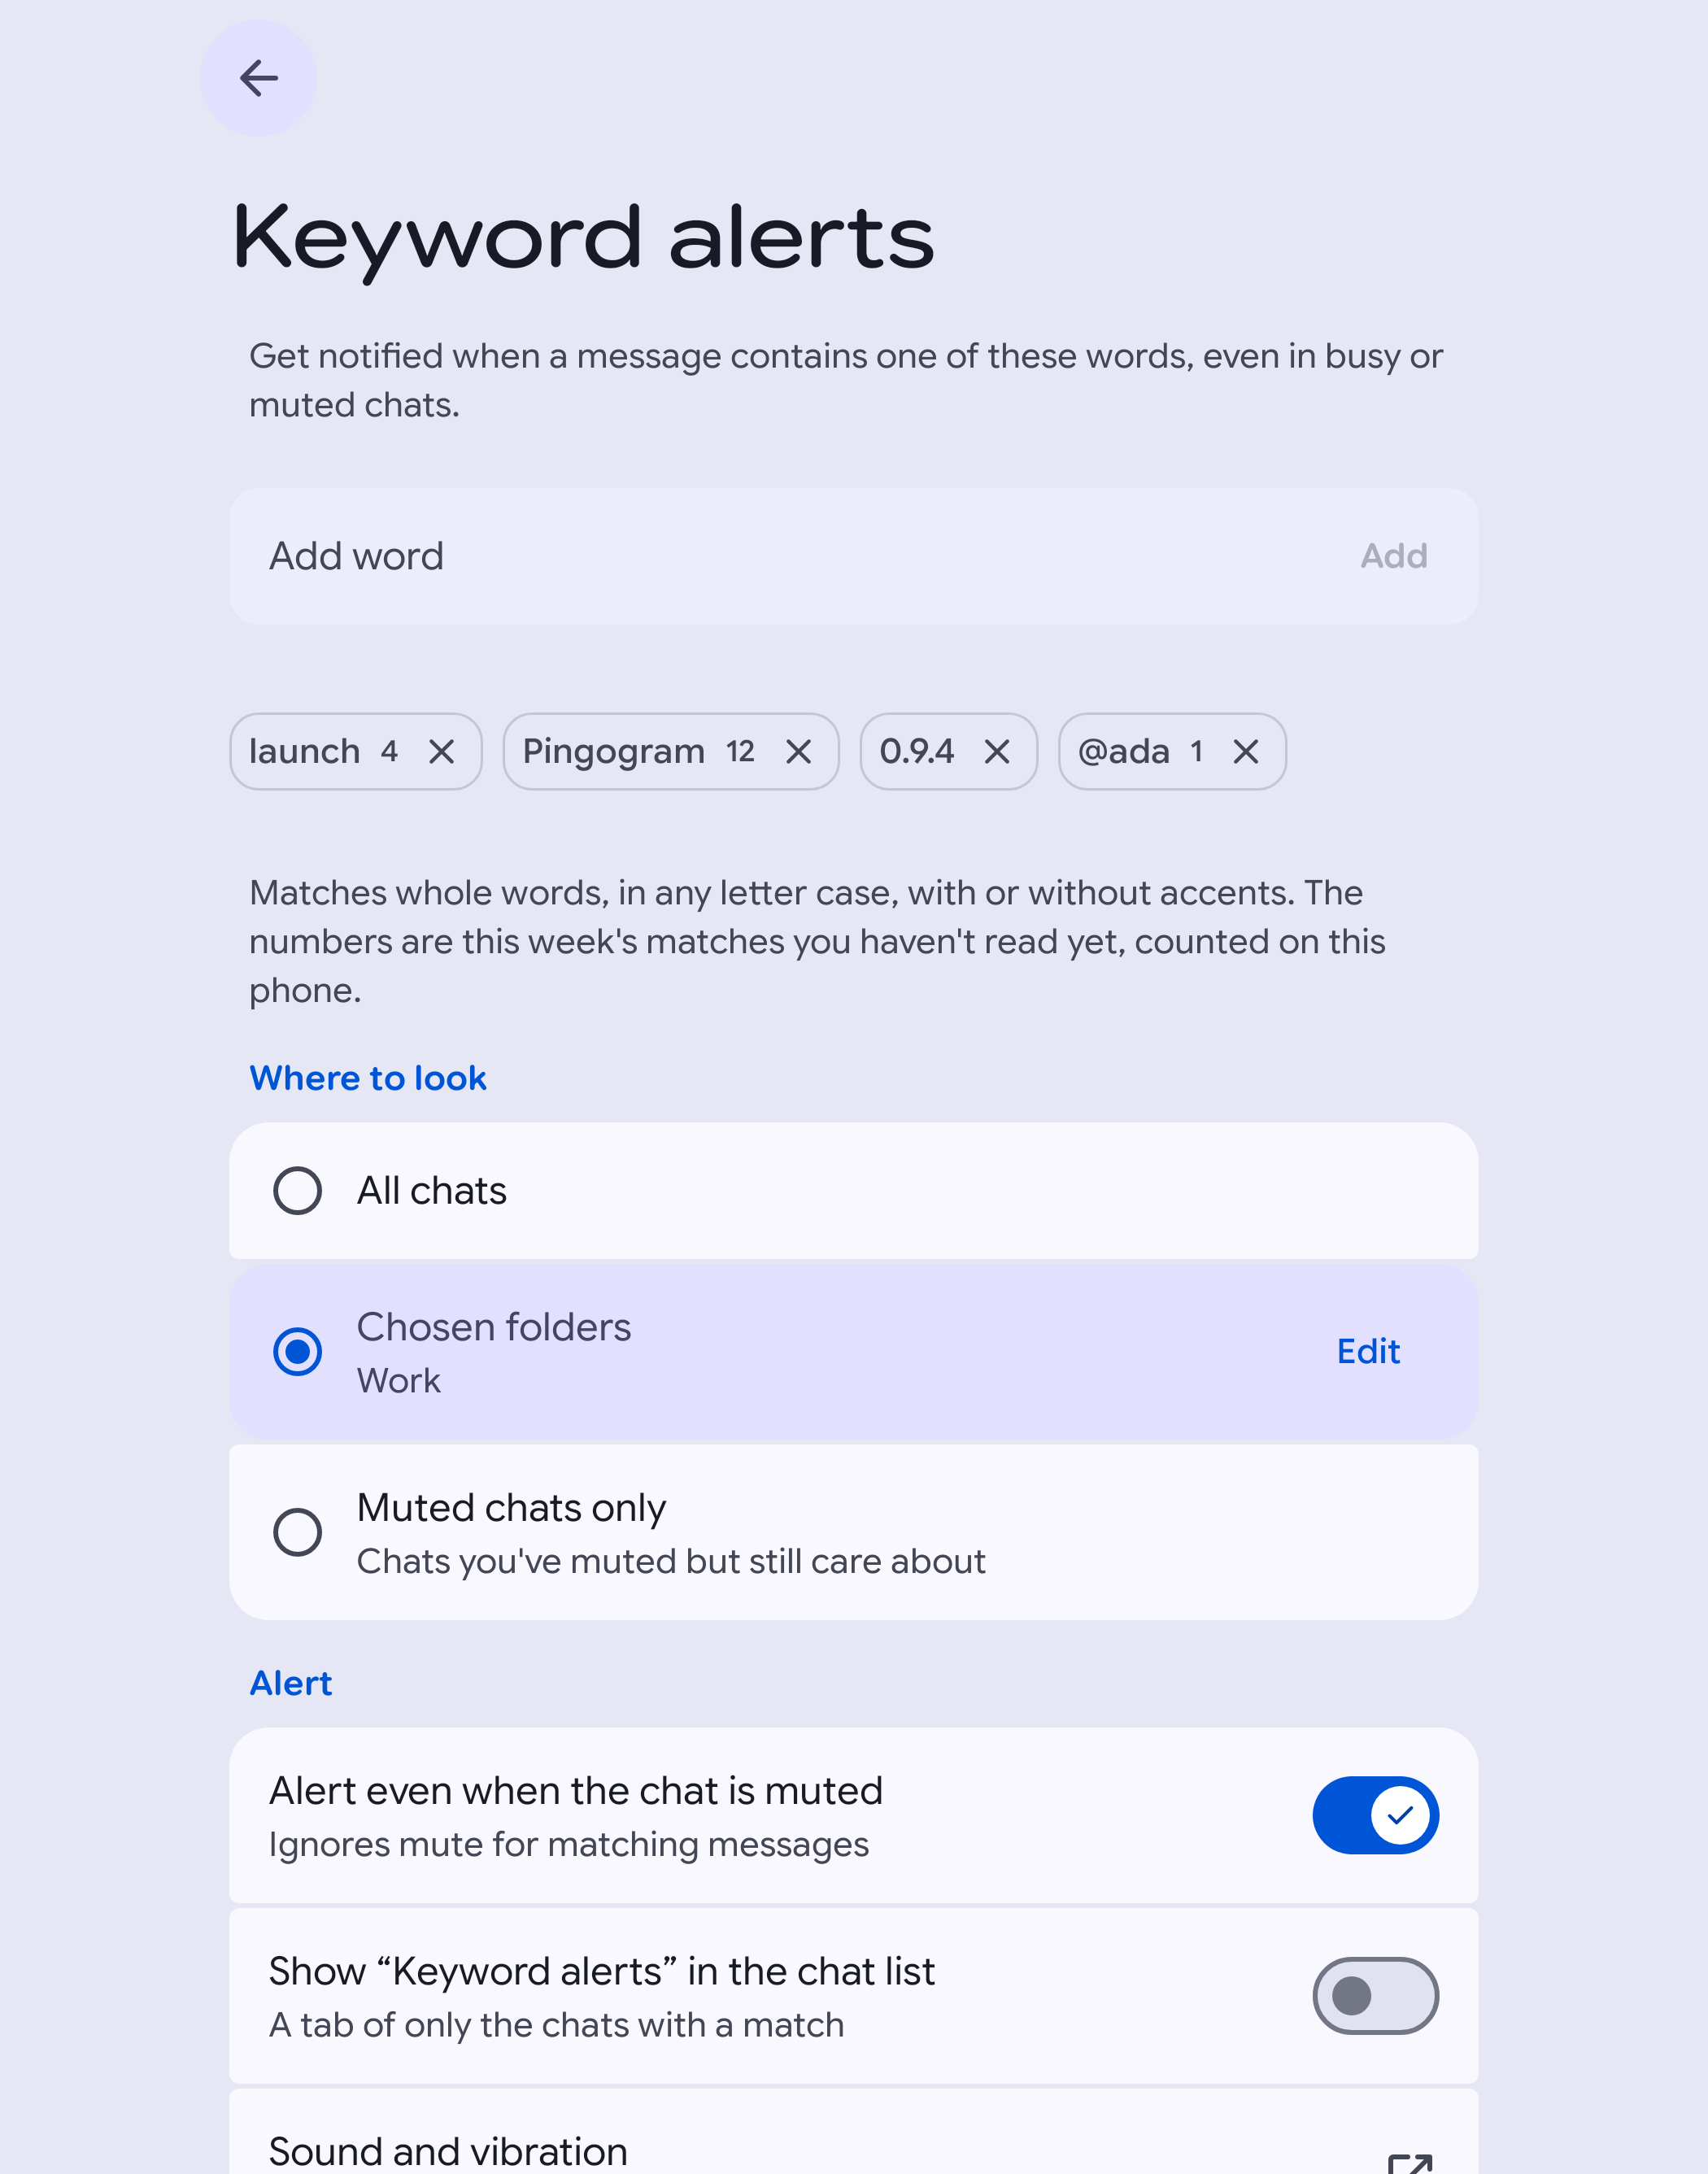 Keyword alerts
Get notified when a message contains one of these words, even in busy or
muted chats.
Add word Add
launch 4 Pingogram 12 0.9.4 @ada 1
Matches whole words, in any letter case, with or without accents. The
numbers are this week's matches you haven't read yet, counted on this
phone.
Where to look
All chats
Chosen folders
Work
Edit
Muted chats only
Chats you've muted but still care about
Alert
Alert even when the chat is muted
Ignores mute for matching messages
Show “Keyword alerts” in the chat list
A tab of only the chats with a match
Sound and vibration